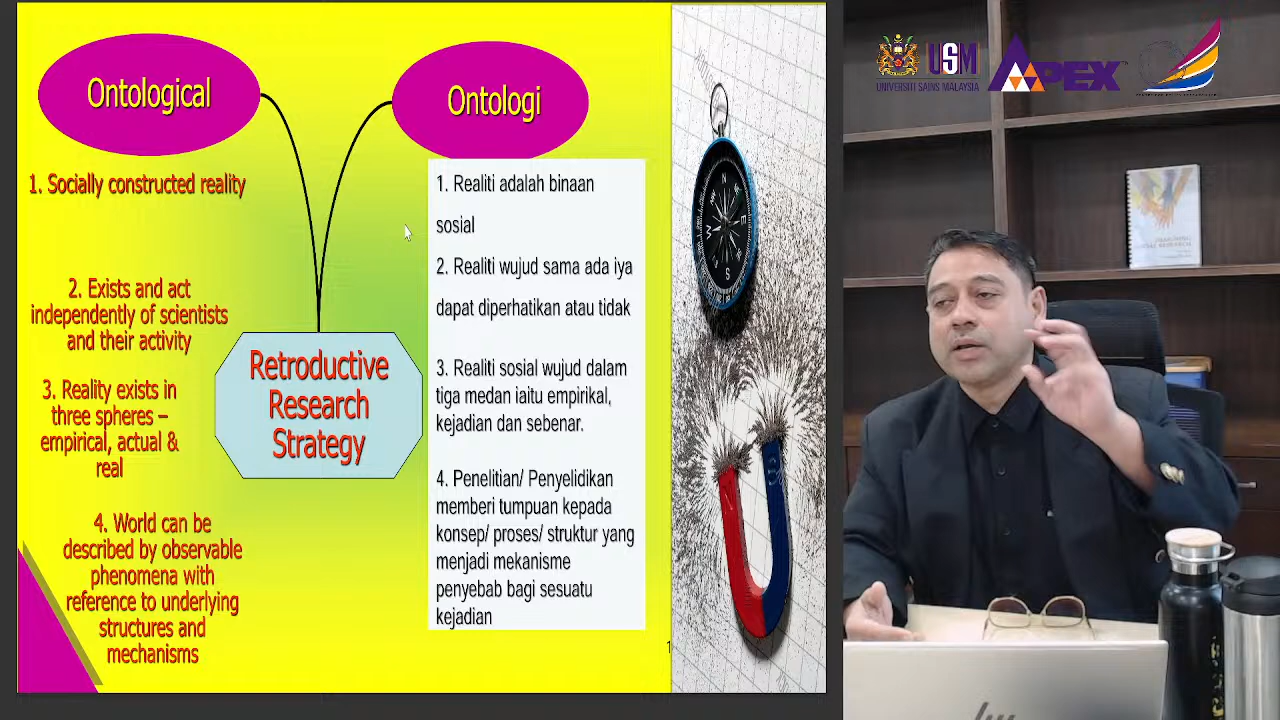 Ontological
1. Socially constructed reality
2. Exists and act
independently of scientists
and their activity
3. Reality exists in
three spheres –
empirical, actual &
real
4. World can be
described by observable
phenomena with
reference to underlying
structures and
mechanisms
Retroductive
Research
Strategy
Ontologi
1. Realiti adalah binaan
sosial
2. Realiti wujud sama ada iya
dapat diperhatikan atau tidak
3. Realiti sosial wujud dalam
tiga medan iaitu empirikal,
kejadian dan sebenar.
4. Penelitian/ Penyelidikan
memberi tumpuan kepada
konsep/ proses/ struktur yang
menjadi mekanisme
penyebab bagi sesuatu
kejadian
1
N
E
S
W
USM
UNIVERSITI SAINS MALAYSIA
APEX™
hp